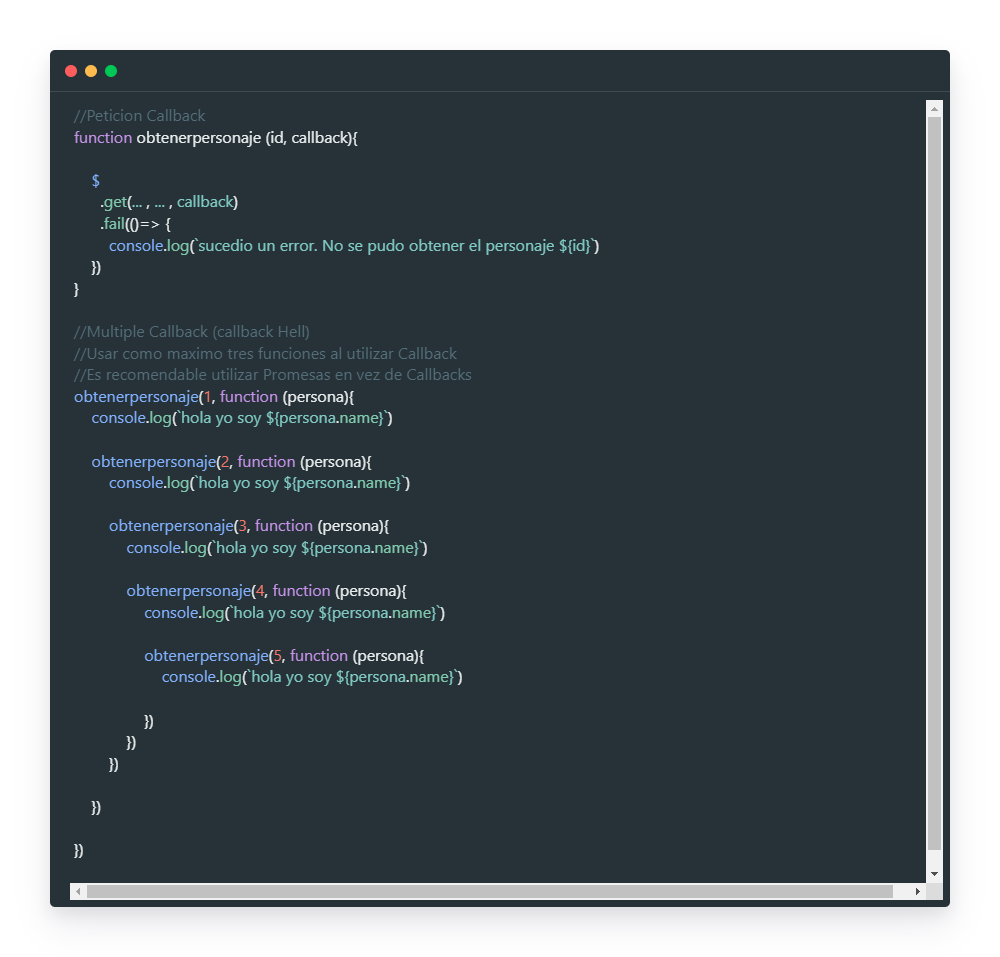 //Peticion Callback
function obtenerpersonaje (id, callback){
$
.get(... , ... , callback)
.fail(()=> {
console.log(`sucedio un error. No se pudo obtener el personaje ${id}`)
})
}
//Multiple Callback (callback Hell)
//Usar como maximo tres funciones al utilizar Callback
//Es recomendable utilizar Promesas en vez de Callbacks
obtenerpersonaje(1, function (persona){
console.log(`hola yo soy ${persona.name}`)
obtenerpersonaje(2, function (persona){
console.log(`hola yo soy ${persona.name}`)
obtenerpersonaje(3, function (persona){
console.log(`hola yo soy ${persona.name}`)
obtenerpersonaje(4, function (persona){
console.log(`hola yo soy ${persona.name}`)
obtenerpersonaje(5, function (persona){
console.log(`hola yo soy ${persona.name}`)
})
})
})
})
})